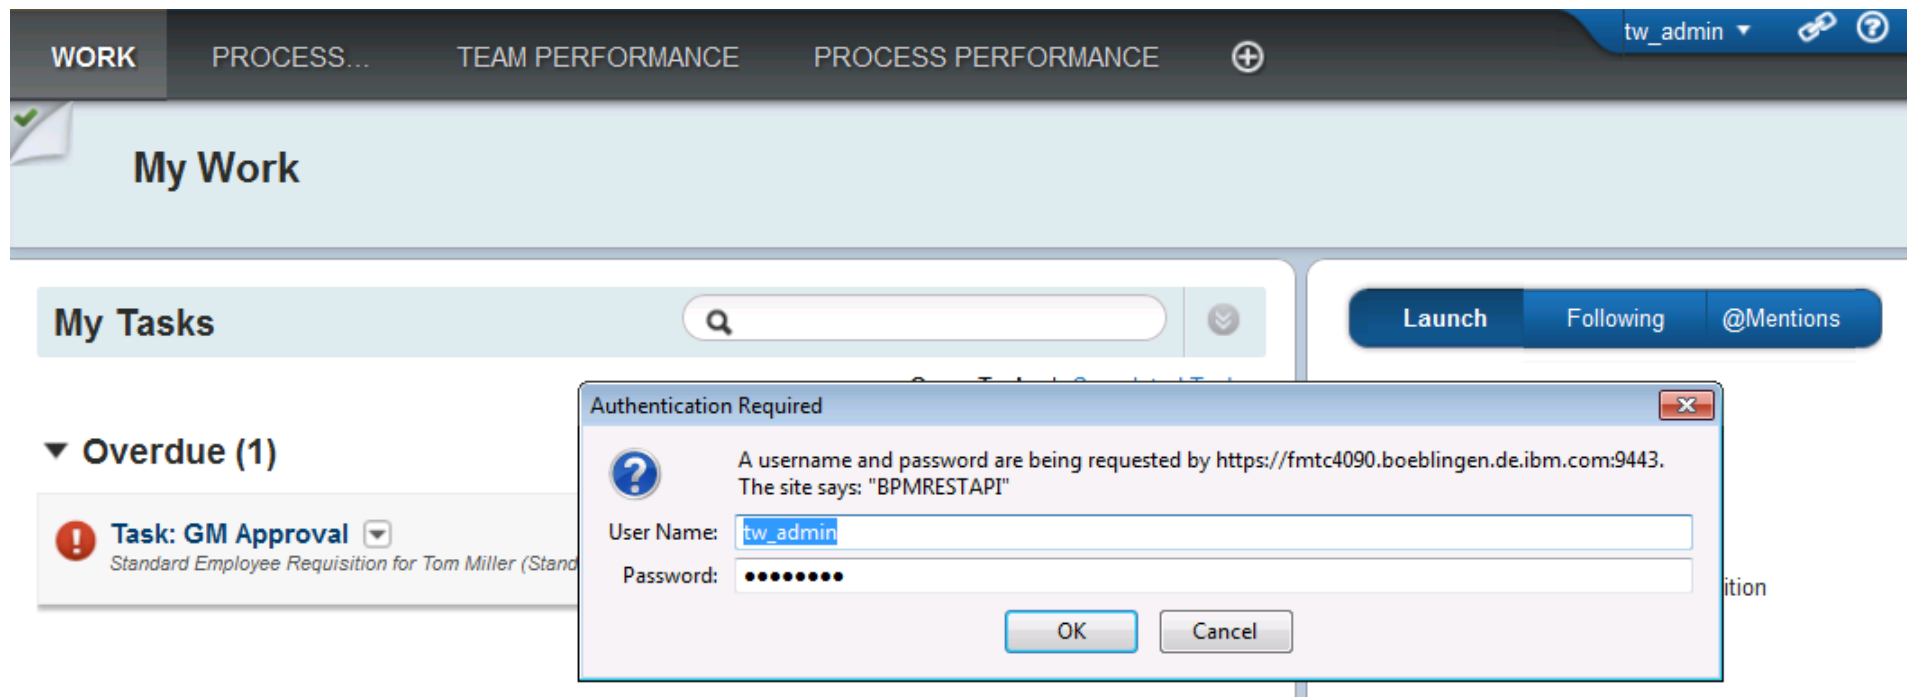 WORK PROCESS... TEAM PERFORMANCE PROCESS PERFORMANCE tw_admin
My Work
My Tasks
Launch Following @Mentions
Authentication Required
Overdue (1)
A username and password are being requested by https://fmtc4090.boeblingen.de.ibm.com:9443.
The site says: "BPMRESTAPI"
Task: GM Approval
User Name: tw_admin
Standard Employee Requisition for Tom Miller (Stand
Password: ••••••••
ition
OK Cancel